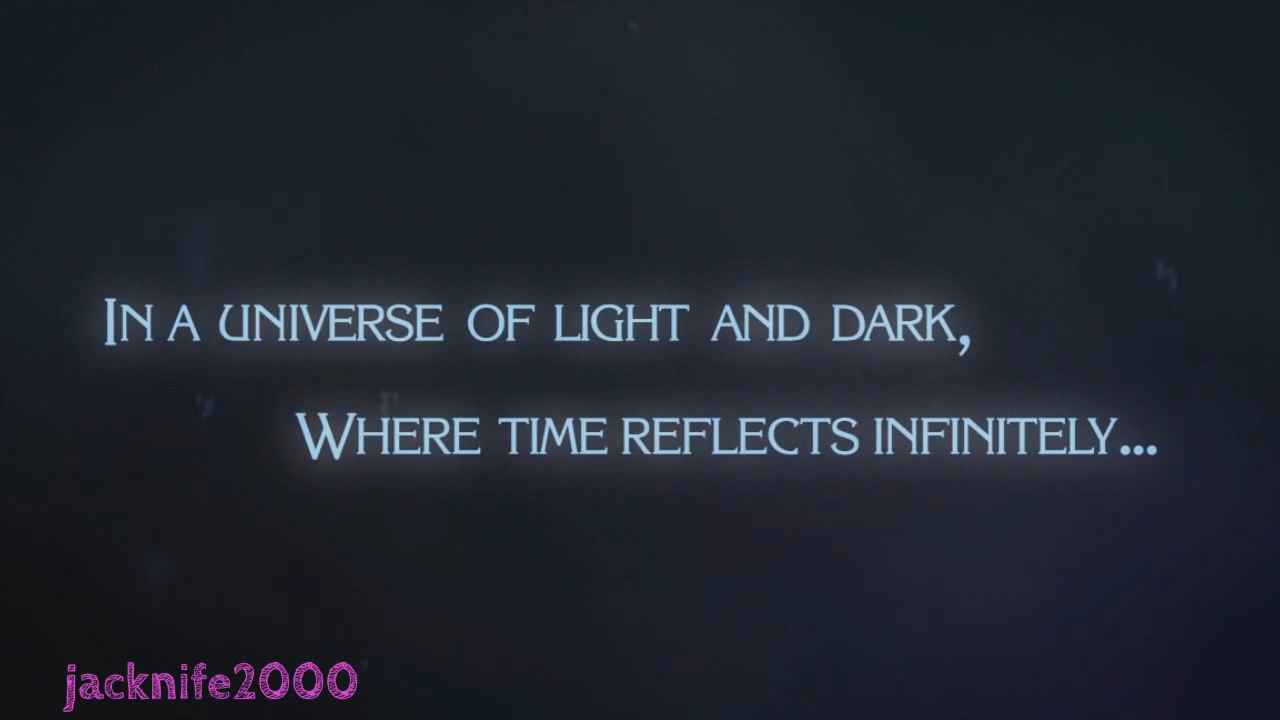 In a universe of light and dark,
Where time reflects infinitely...
jacknife2000